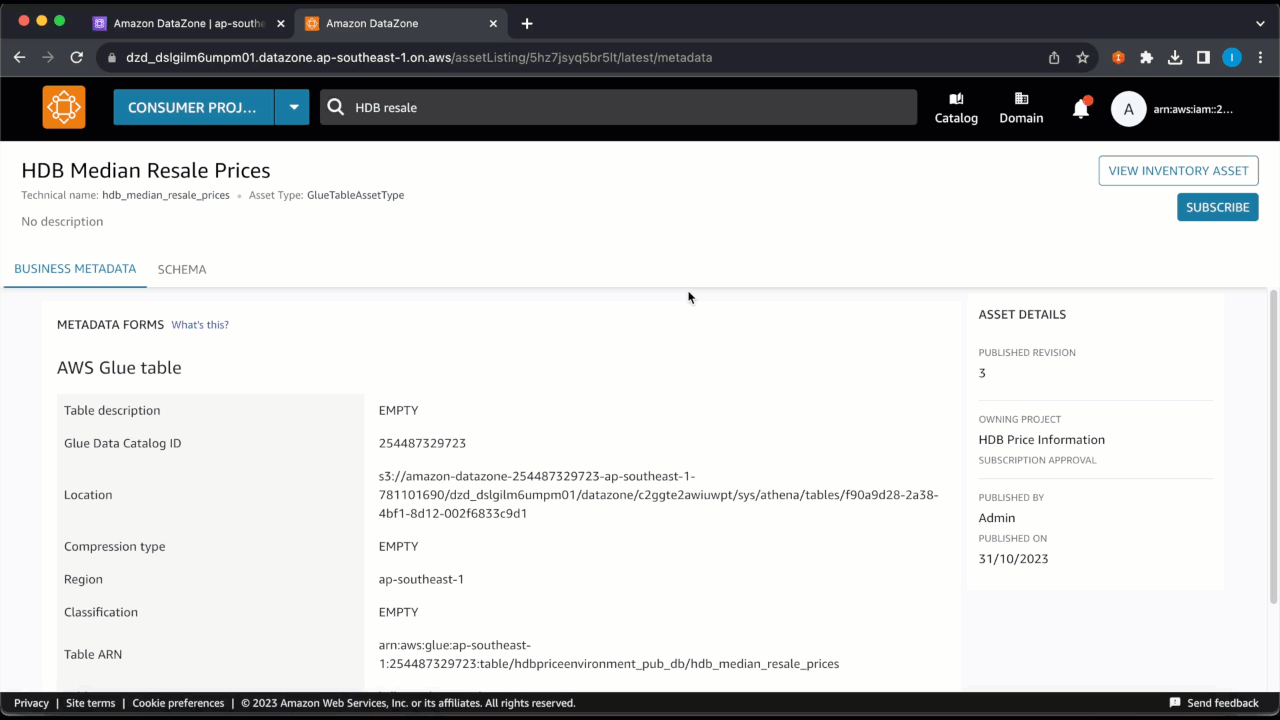 Amazon DataZone | ap-southe
Amazon DataZone
dzd_dslgilm6umpm01.datazone.ap-southeast-1.on.aws/assetListing/5hz7jsyq5br5lt/latest/metadata
I
CONSUMER PROJ...
HDB resale
Catalog
Domain
A
arn:aws:iam::2...
HDB Median Resale Prices
Technical name: hdb_median_resale_prices • Asset Type: GlueTableAssetType
No description
VIEW INVENTORY ASSET
SUBSCRIBE
BUSINESS METADATA
SCHEMA
METADATA FORMS What's this?
AWS Glue table
Table description EMPTY
Glue Data Catalog ID 254487329723
Location
s3://amazon-datazone-254487329723-ap-southeast-1-
781101690/dzd_dslgilm6umpm01/datazone/c2ggte2awiuwpt/sys/athena/tables/f90a9d28-2a38-
4bf1-8d12-002f6833c9d1
Compression type EMPTY
Region ap-southeast-1
Classification EMPTY
Table ARN
arn:aws:glue:ap-southeast-
1:254487329723:table/hdbpriceenvironment_pub_db/hdb_median_resale_prices
ASSET DETAILS
PUBLISHED REVISION
3
OWNING PROJECT
HDB Price Information
SUBSCRIPTION APPROVAL
PUBLISHED BY
Admin
PUBLISHED ON
31/10/2023
Privacy | Site terms | Cookie preferences | © 2023 Amazon Web Services, Inc. or its affiliates. All rights reserved.
Send feedback